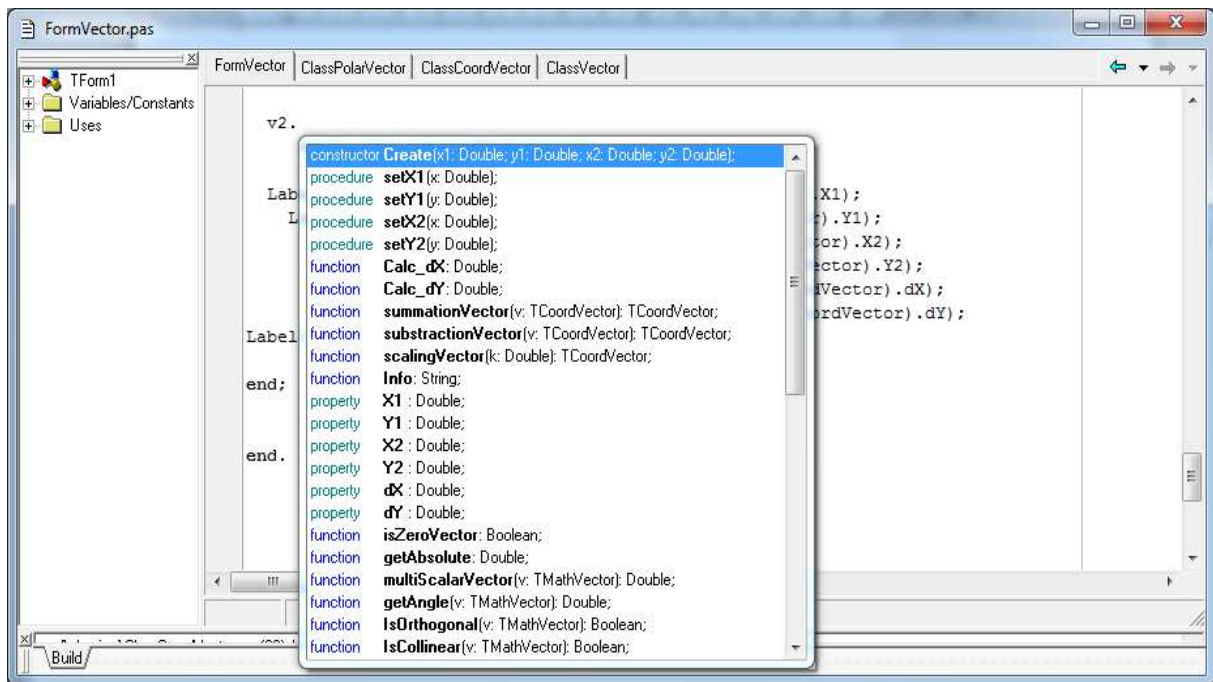 FormVector.pas
TForm1
Variables/Constants
Uses
FormVector ClassPolarVector ClassCoordVector ClassVector
v2.
constructor Create(x1: Double; y1: Double; x2: Double; y2: Double);
procedure setX1(x: Double);
procedure setY1(y: Double);
procedure setX2(x: Double);
procedure setY2(y: Double);
function Calc_dX: Double;
function Calc_dY: Double;
function summationVector(v: TCoordVector): TCoordVector;
function substractionVector(v: TCoordVector): TCoordVector;
function scalingVector(k: Double): TCoordVector;
function Info: String;
property X1 : Double;
property Y1 : Double;
property X2 : Double;
property Y2 : Double;
property dX : Double;
property dY : Double;
function isZeroVector: Boolean;
function getAbsolute: Double;
function multiScalarVector(v: TMathVector): Double;
function getAngle(v: TMathVector): Double;
function IsOrthogonal(v: TMathVector): Boolean;
function IsCollinear(v: TMathVector): Boolean;
Lab .X1);
L ).Y1);
tor).X2);
ector).Y2);
dVector).dX);
ordVector).dY);
Label
end;
end.
Build